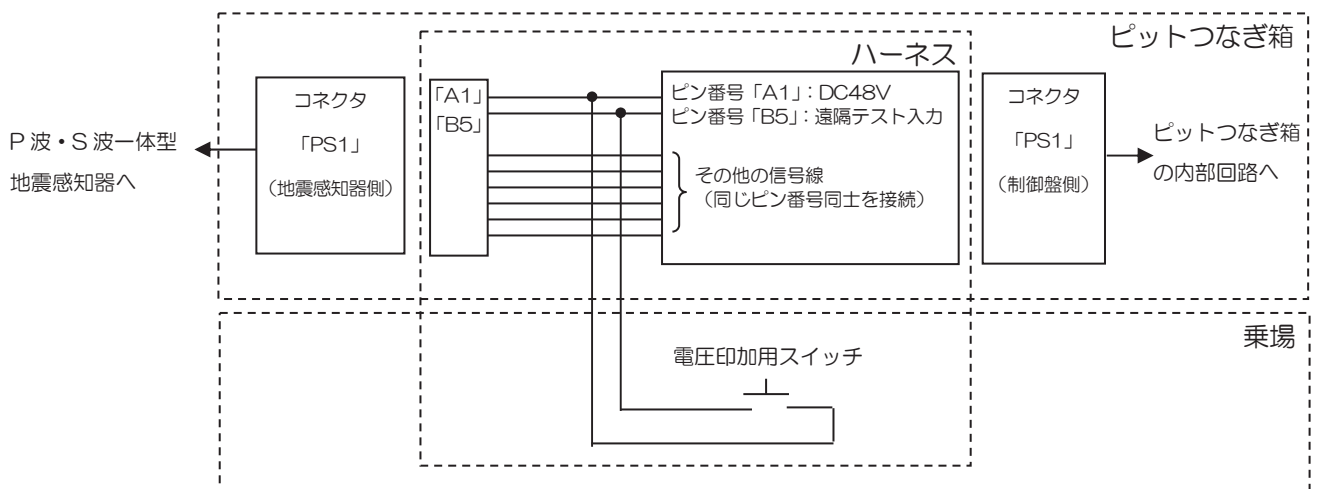 ピットつなぎ箱
ハーネス
コネクタ
「PS1」
（地震感知器側）
P 波・S 波一体型
地震感知器へ
「A1」
「B5」
ピン番号「A1」：DC48V
ピン番号「B5」：遠隔テスト入力
その他の信号線
（同じピン番号同士を接続）
コネクタ
「PS1」
（制御盤側）
ピットつなぎ箱
の内部回路へ
乗場
電圧印加用スイッチ